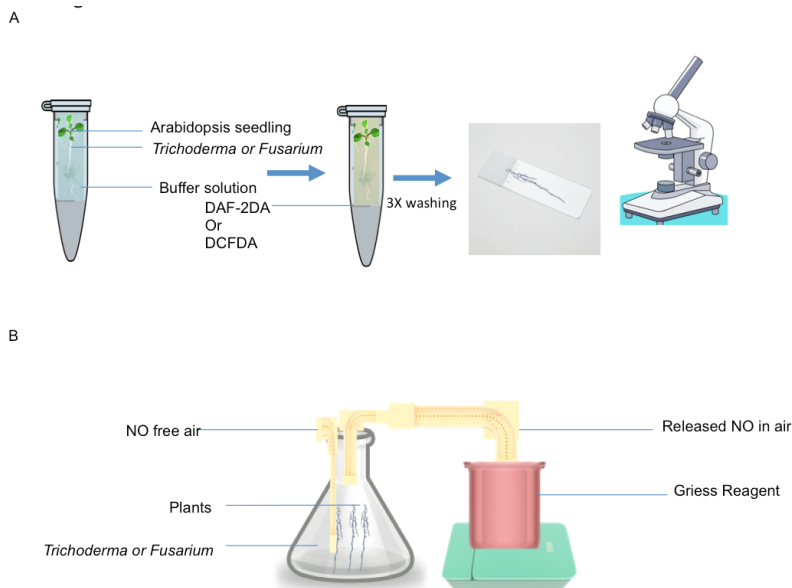 A
Arabidopsis seedling
Trichoderma or Fusarium
Buffer solution
DAF-2DA
Or
DCFDA
3X washing
B
NO free air
Released NO in air
Plants
Griess Reagent
Trichoderma or Fusarium